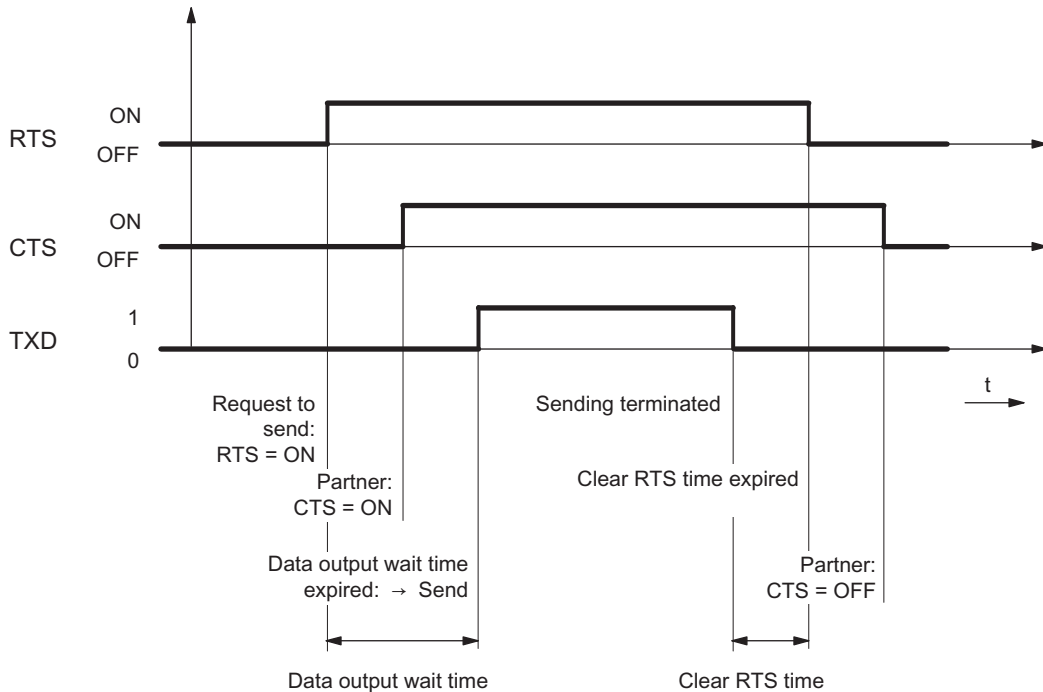 ON
RTS
OFF
ON
CTS
OFF
1
TXD
0
t
Request to
send:
RTS = ON
Sending terminated
Partner:
CTS = ON
Clear RTS time expired
Data output wait time
expired: → Send
Partner:
CTS = OFF
Data output wait time
Clear RTS time